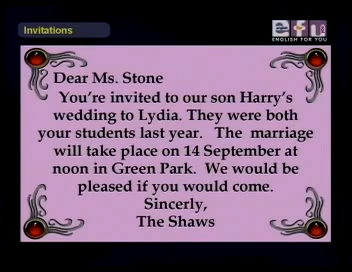 Invitations
efu
ENGLISH FOR YOU
Dear Ms. Stone
You're invited to our son Harry's
wedding to Lydia. They were both
your students last year. The marriage
will take place on 14 September at
noon in Green Park. We would be
pleased if you would come.
Sincerely,
The Shaws